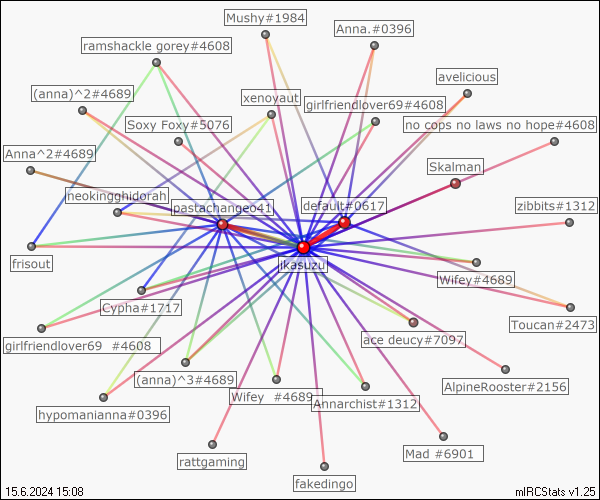 Mushy#1984
Anna.#0396
ramshackle gorey#4608
avelicious
(anna)^2#4689
xenoyaut
girlfriendlover69#4608
Soxy Foxy#5076
no cops no laws no hope#4608
Anna^2#4689
Skalman
neokingghidorah
pastachangeo41
default#0617
zibbits#1312
frisout
ikasuzu
Wifey#4689
Cypha#1717
Toucan#2473
girlfriendlover69 #4608
ace deucy#7097
(anna)^3#4689
AlpineRooster#2156
Wifey #4689
Annarchist#1312
hypomanianna#0396
rattgaming
Mad #6901
fakedingo
15.6.2024 15:08
mIRCStats v1.25